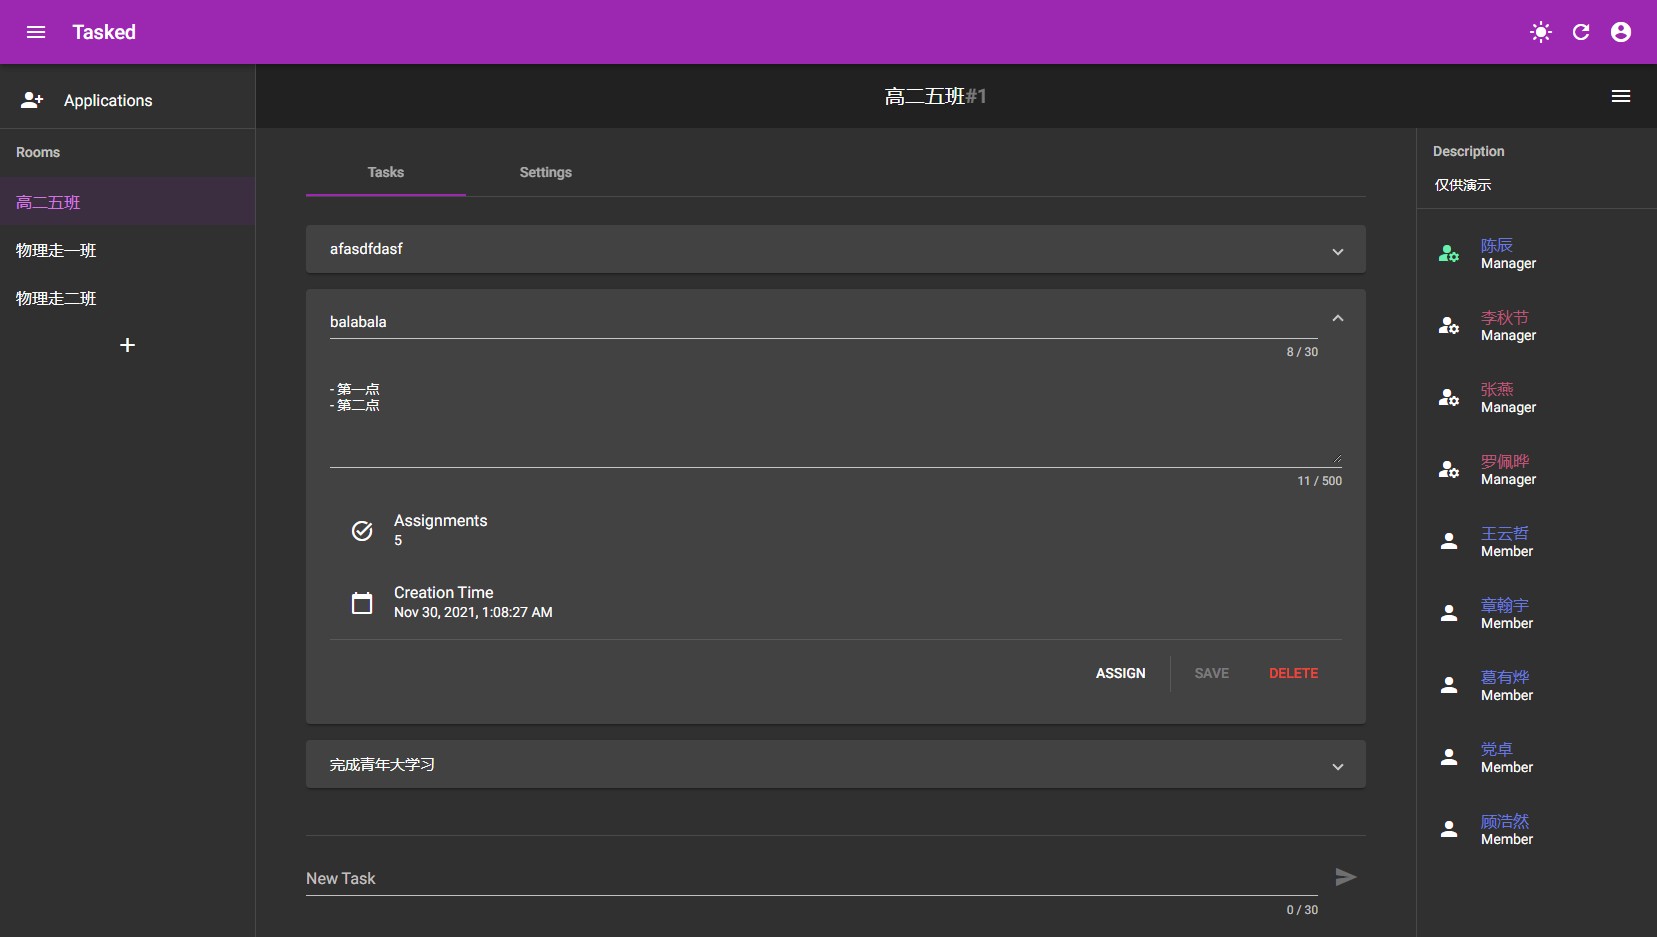 Tasked
Applications
Rooms
高二五班
物理走一班
物理走二班
高二五班#1
Tasks
Settings
afasdfdasf
balabala
8 / 30
- 第一点
- 第二点
11 / 500
Assignments
5
Creation Time
Nov 30, 2021, 1:08:27 AM
ASSIGN
SAVE
DELETE
完成青年大学习
New Task
0 / 30
Description
仅供演示
陈辰
Manager
李秋节
Manager
张燕
Manager
罗佩晔
Manager
王云哲
Member
章翰宇
Member
葛有烨
Member
党卓
Member
顾浩然
Member